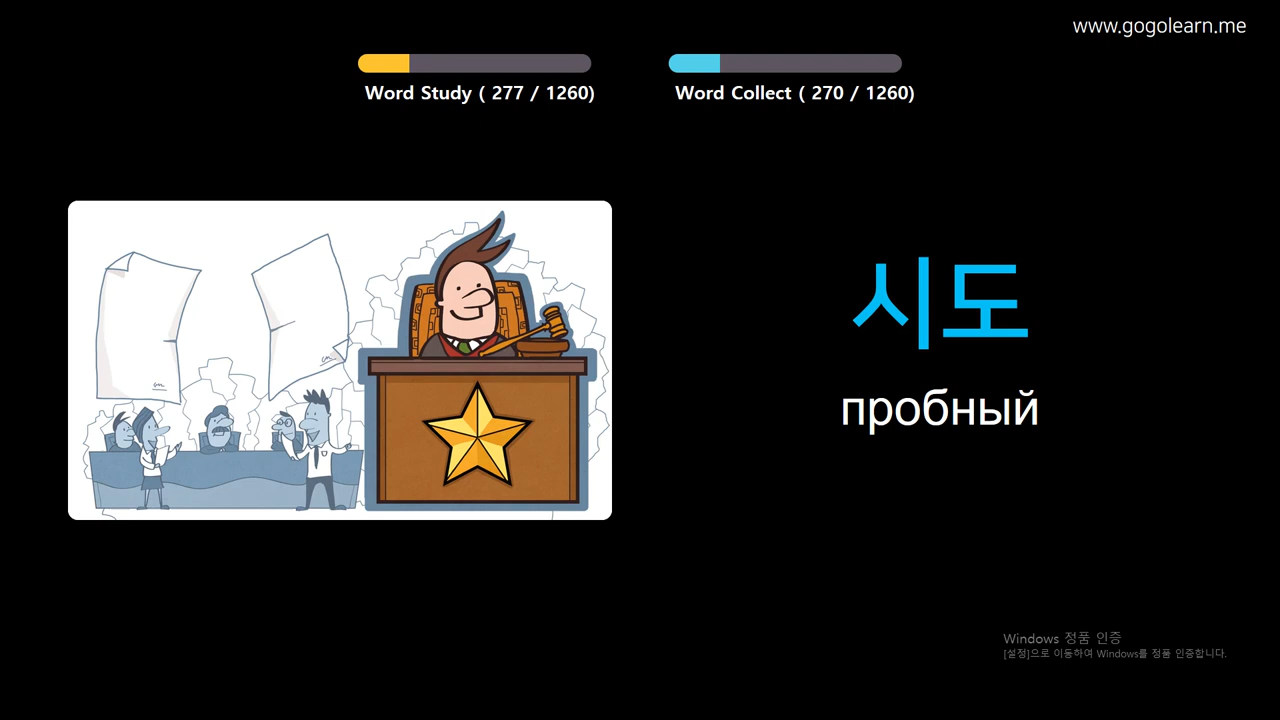 www.gogolearn.me
Word Study ( 277 / 1260)
Word Collect ( 270 / 1260)
시도
пробный
Windows 정품 인증
[설정]으로 이동하여 Windows를 정품 인증합니다.